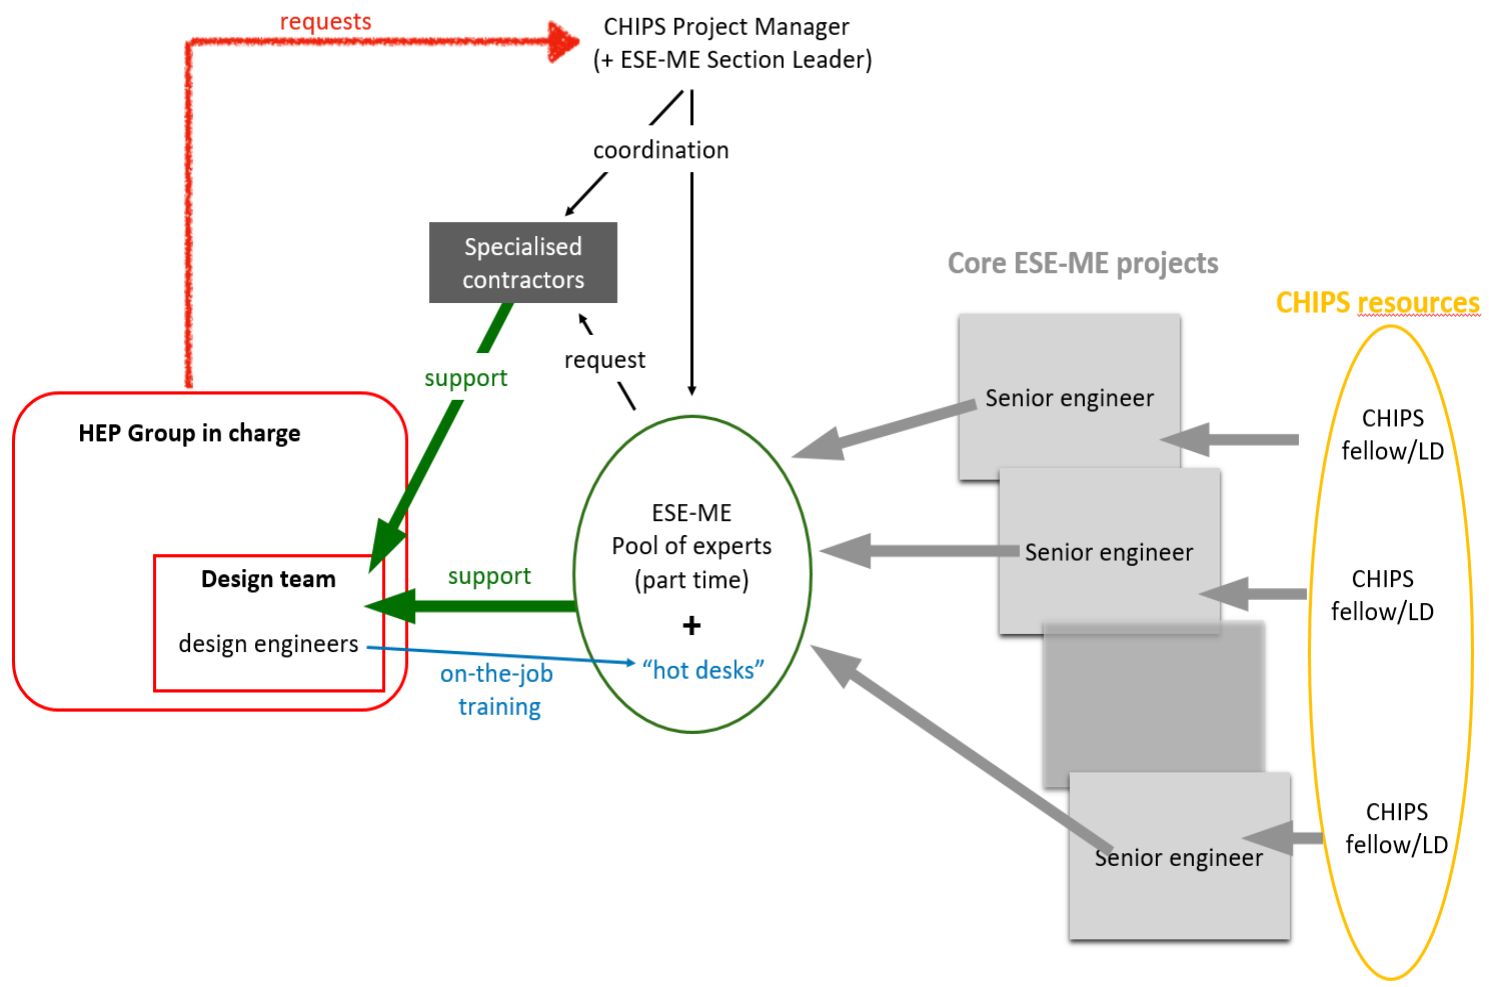 requests
CHIPS Project Manager
(+ ESE-ME Section Leader)
coordination
Specialised
contractors
Core ESE-ME projects
CHIPS resources
request
support
Senior engineer
CHIPS
fellow/LD
HEP Group in charge
ESE-ME
Pool of experts
(part time)
+
“hot desks”
Senior engineer
CHIPS
fellow/LD
support
Design team
design engineers
on-the-job
training
CHIPS
fellow/LD
Senior engineer